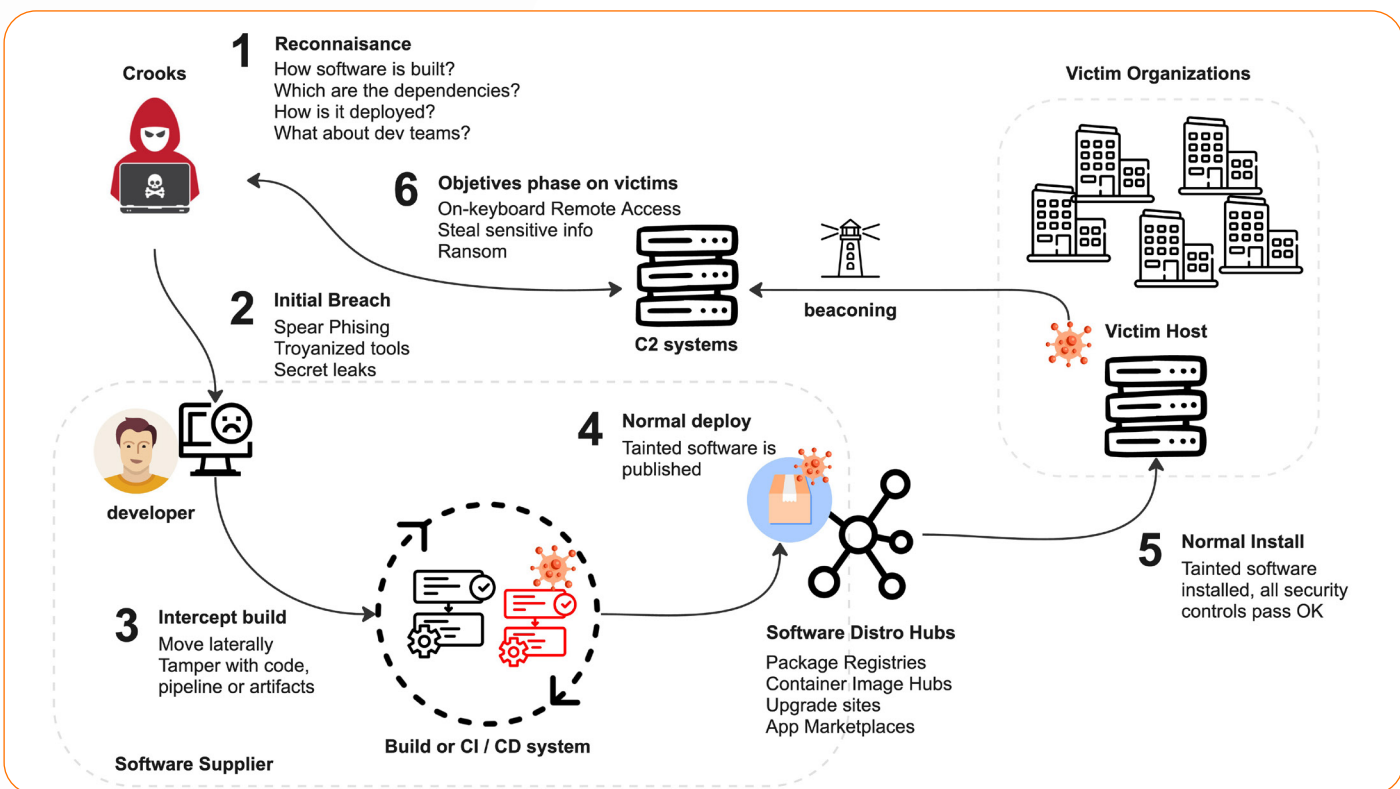 Crooks
1
Reconnaisance
How software is built?
Which are the dependencies?
How is it deployed?
What about dev teams?
Victim Organizations
6
Objetives phase on victims
On-keyboard Remote Access
Steal sensitive info
Ransom
C2 systems
beaconing
Victim Host
2
Initial Breach
Spear Phising
Troyanized tools
Secret leaks
developer
4
Normal deploy
Tainted software is
published
3
Intercept build
Move laterally
Tamper with code,
pipeline or artifacts
Build or CI / CD system
Software Supplier
Software Distro Hubs
Package Registries
Container Image Hubs
Upgrade sites
App Marketplaces
5
Normal Install
Tainted software
installed, all security
controls pass OK